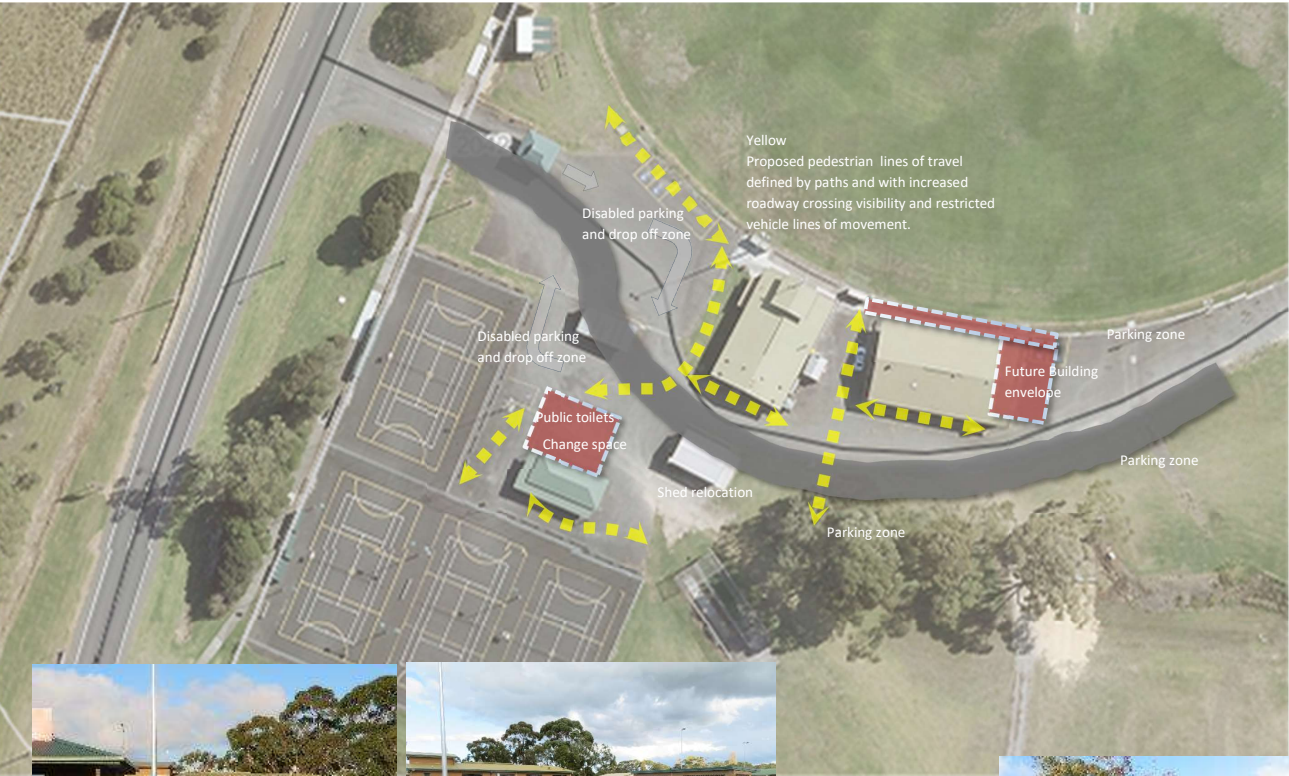 Yellow
Proposed pedestrian lines of travel
defined by paths and with increased
roadway crossing visibility and restricted
vehicle lines of movement.
Disabled parking
and drop off zone
Disabled parking
and drop off zone
Parking zone
Future Building
envelope
Public toilets
Change space
Parking zone
Shed relocation
Parking zone